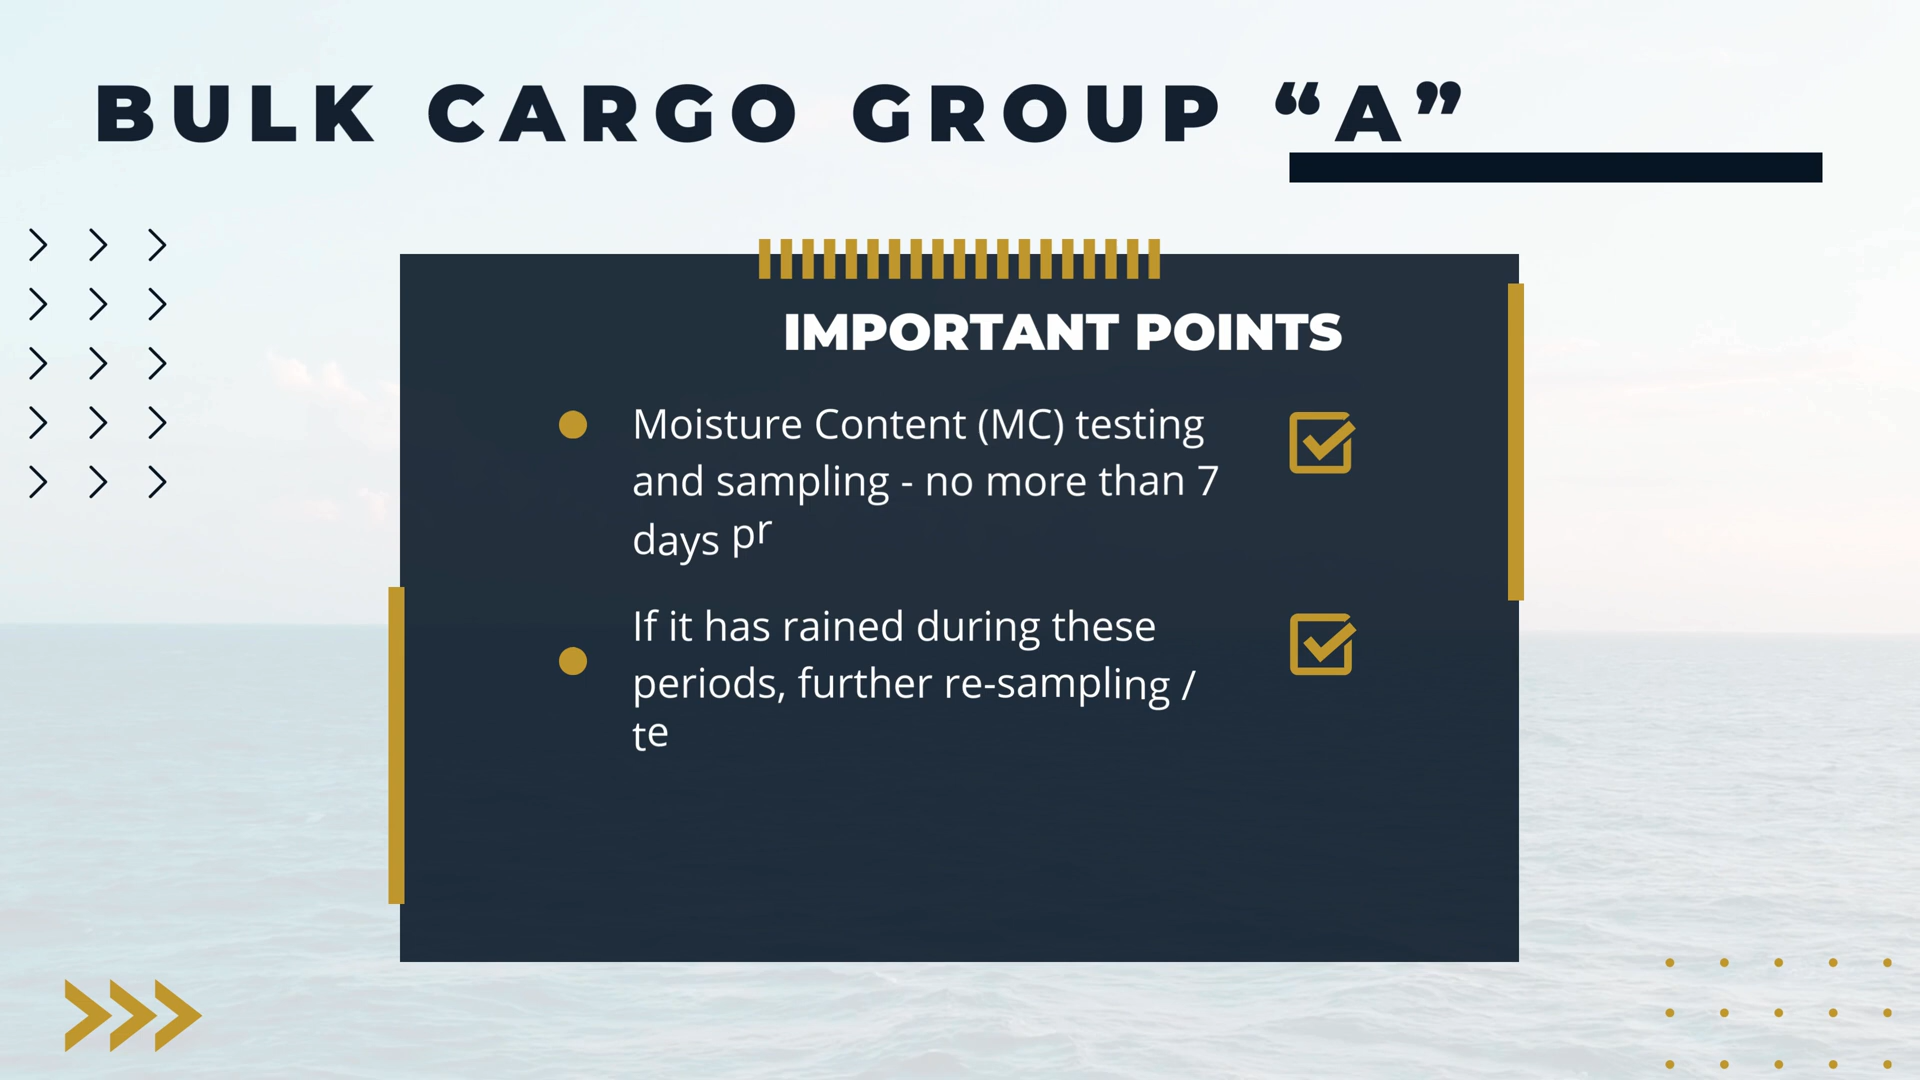 BULK CARGO GROUP “A”
IMPORTANT POINTS
Moisture Content (MC) testing
and sampling - no more than 7
days pr
If it has rained during these
periods, further re-sampling /
te